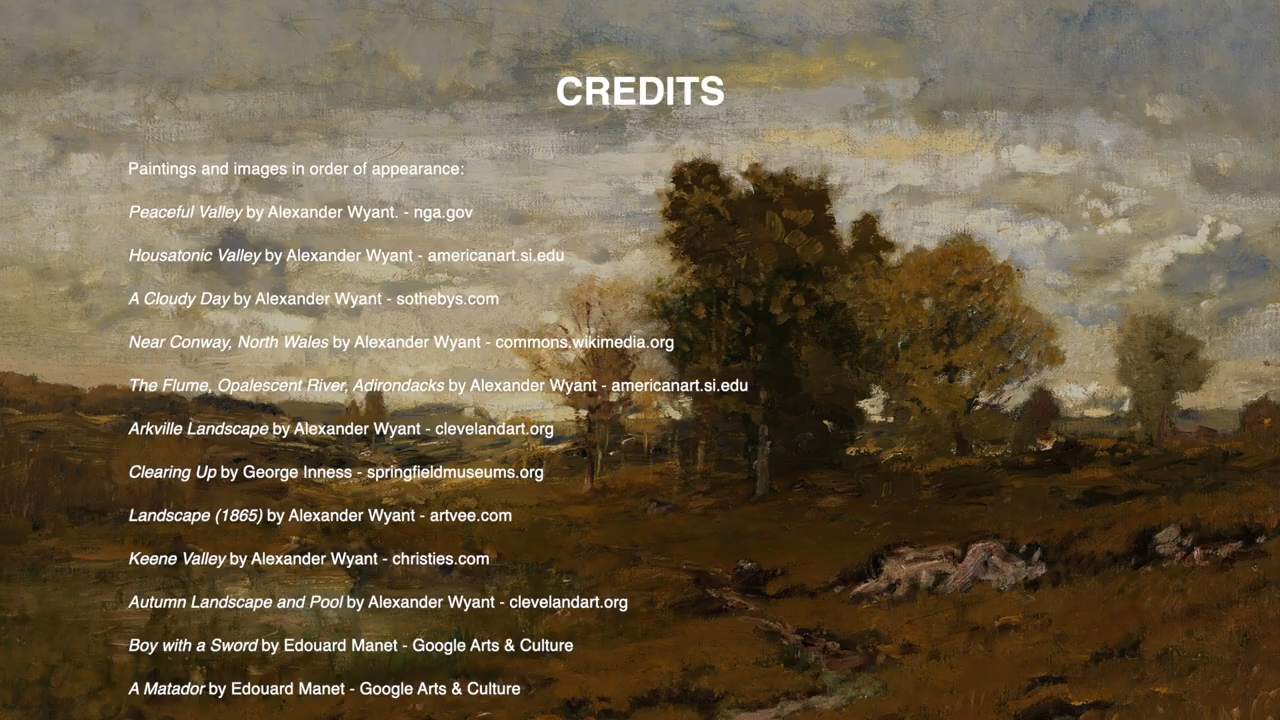 CREDITS
Paintings and images in order of appearance:
Peaceful Valley by Alexander Wyant. - nga.gov
Housatonic Valley by Alexander Wyant - americanart.si.edu
A Cloudy Day by Alexander Wyant - sothebys.com
Near Conway, North Wales by Alexander Wyant - commons.wikimedia.org
The Flume, Opalescent River, Adirondacks by Alexander Wyant - americanart.si.edu
Arkville Landscape by Alexander Wyant - clevelandart.org
Clearing Up by George Inness - springfieldmuseums.org
Landscape (1865) by Alexander Wyant - artvee.com
Keene Valley by Alexander Wyant - christies.com
Autumn Landscape and Pool by Alexander Wyant - clevelandart.org
Boy with a Sword by Edouard Manet - Google Arts & Culture
A Matador by Edouard Manet - Google Arts & Culture